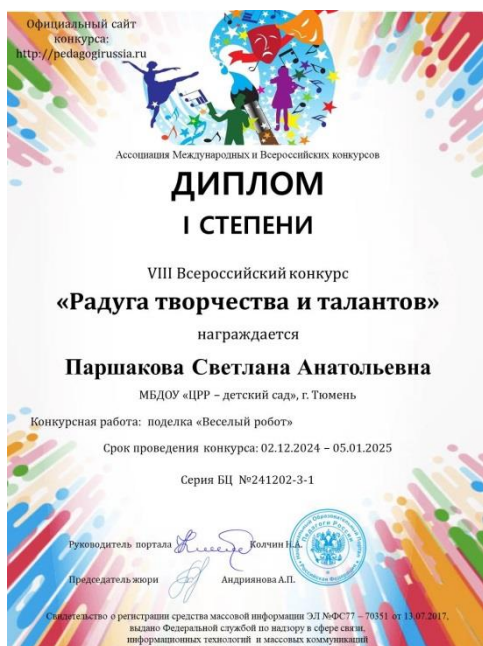 Официальный сайт
конкурса:
http://pedagogirussia.ru
Ассоциация Международных и Всероссийских конкурсов
ДИПЛОМ
I СТЕПЕНИ
VIII Всероссийский конкурс
«Радуга творчества и талантов»
награждается
Паршакова Светлана Анатольевна
МБДОУ «ЦРР – детский сад», г. Тюмень
Конкурсная работа: поделка «Веселый робот»
Срок проведения конкурса: 02.12.2024 – 05.01.2025
Серия БЦ №241202-3-1
Руководитель портала Колчин Н.А.
Председатель жюри Андриянова А.П.
Педагоги России
Свидетельство о регистрации средства массовой информации ЭЛ №ФС77 – 70351 от 13.07.2017,
выдано Федеральной службой по надзору в сфере связи,
информационных технологий и массовых коммуникаций